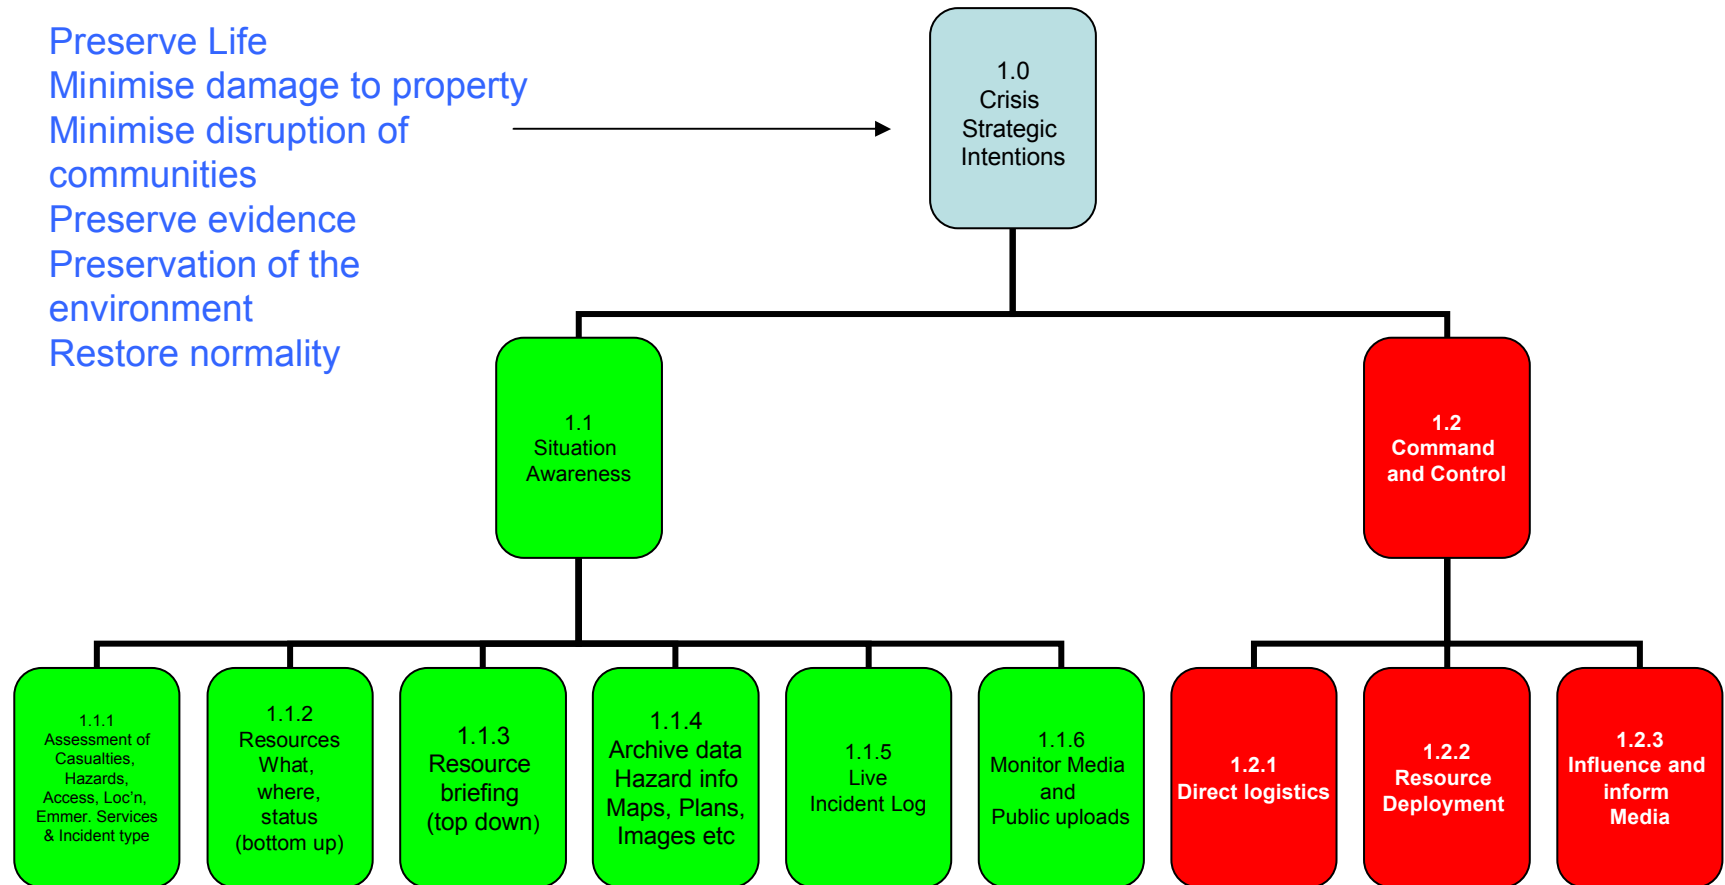 Preserve Life
Minimise damage to property
Minimise disruption of
communities
Preserve evidence
Preservation of the
environment
Restore normality
1.0
Crisis
Strategic
Intentions
1.1
Situation
Awareness
1.2
Command
and Control
1.1.1
Assessment of
Casualties,
Hazards,
Access, Loc'n,
Emmer. Services
& Incident type
1.1.2
Resources
What,
where,
status
(bottom up)
1.1.3
Resource
briefing
(top down)
1.1.4
Archive data
Hazard info
Maps, Plans,
Images etc
1.1.5
Live
Incident Log
1.1.6
Monitor Media
and
Public uploads
1.2.1
Direct logistics
1.2.2
Resource
Deployment
1.2.3
Influence and
inform
Media